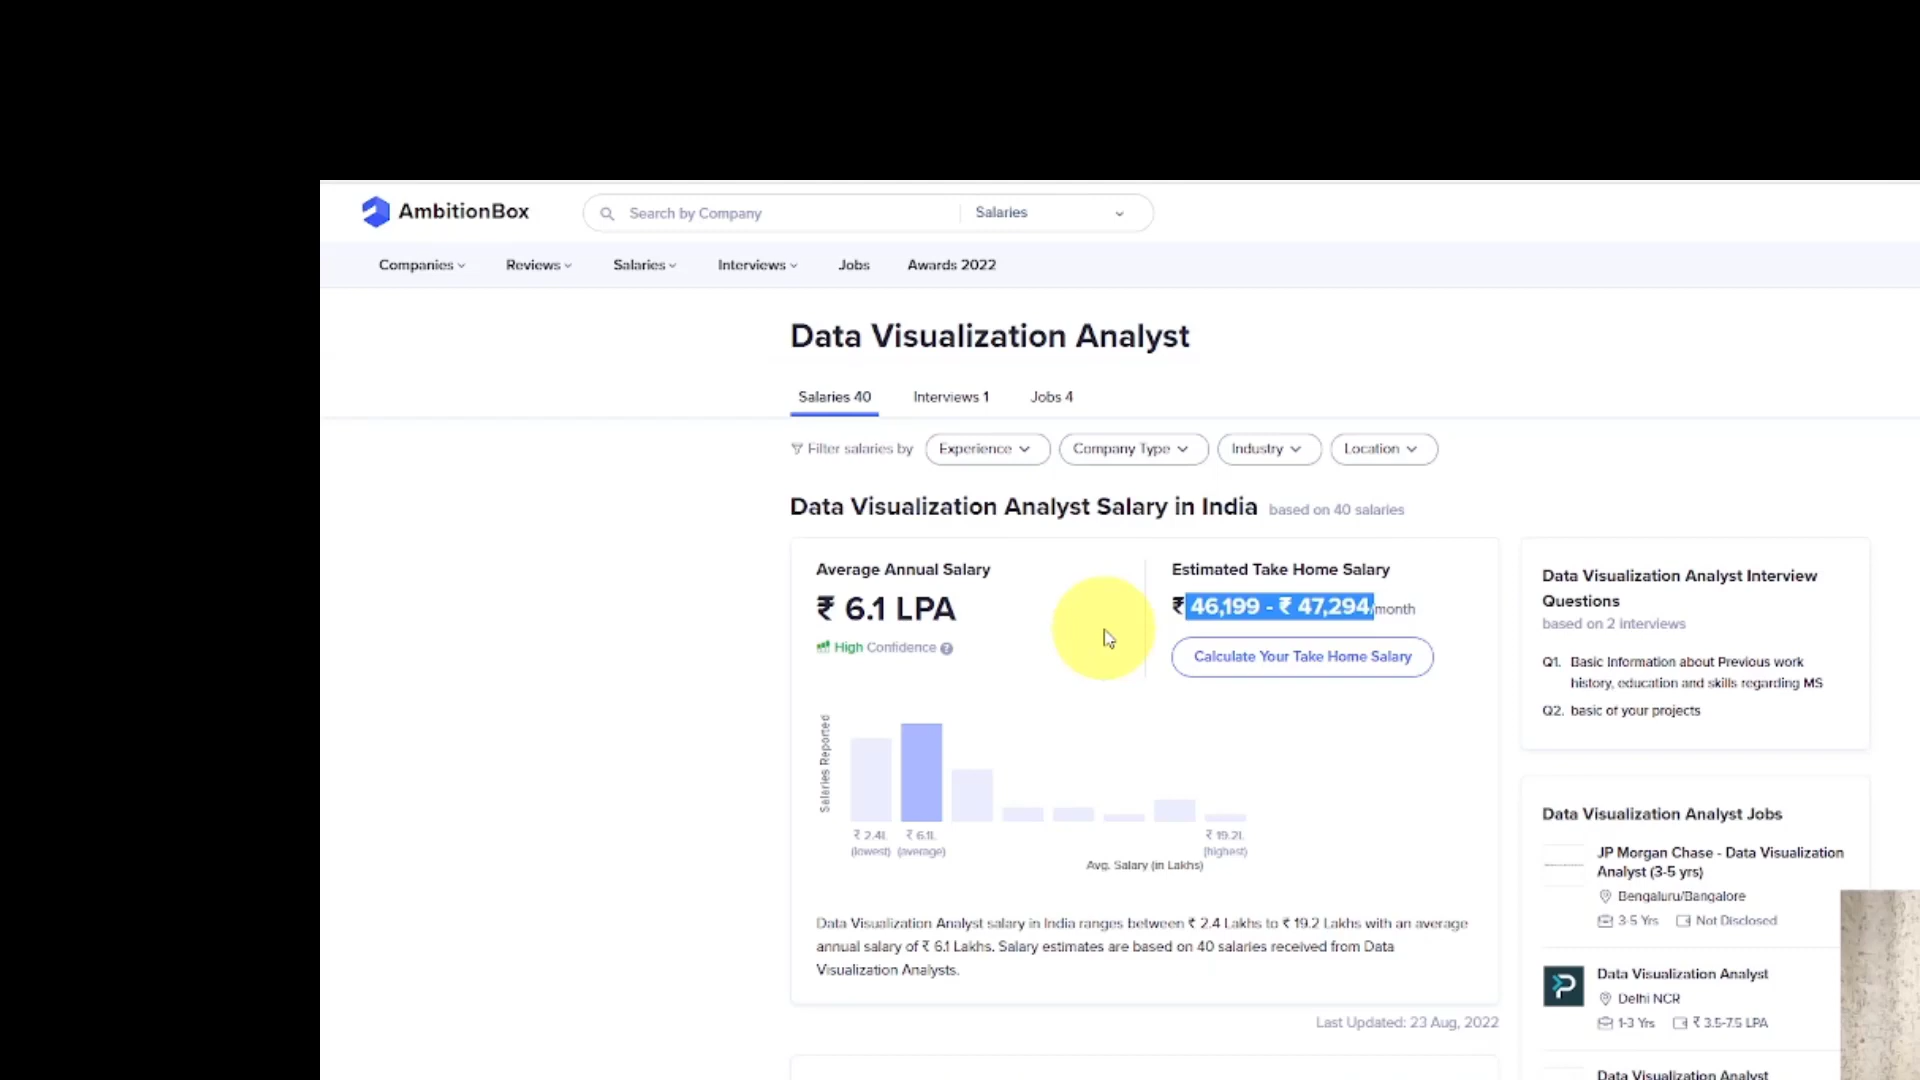 AmbitionBox
Search by Company
Salaries
Companies
Reviews
Salaries
Interviews
Jobs
Awards 2022
Data Visualization Analyst
Salaries 40
Interviews 1
Jobs 4
Filter salaries by
Experience
Company Type
Industry
Location
Data Visualization Analyst Salary in India based on 40 salaries
Average Annual Salary
₹ 6.1 LPA
High Confidence ?
Estimated Take Home Salary
₹ 46,199 - ₹ 47,294/month
Calculate Your Take Home Salary
Salaries Reported
₹ 2.4L
(lowest)
₹ 6.1L
(average)
₹ 19.2L
(highest)
Avg. Salary (in Lakhs)
Data Visualization Analyst salary in India ranges between ₹ 2.4 Lakhs to ₹ 19.2 Lakhs with an average
annual salary of ₹ 6.1 Lakhs. Salary estimates are based on 40 salaries received from Data
Visualization Analysts.
Last Updated: 23 Aug, 2022
Data Visualization Analyst Interview
Questions
based on 2 interviews
Q1. Basic Information about Previous work
history, education and skills regarding MS
Q2. basic of your projects
Data Visualization Analyst Jobs
JP Morgan Chase - Data Visualization
Analyst (3-5 yrs)
Bengaluru/Bangalore
3-5 Yrs Not Disclosed
Data Visualization Analyst
Delhi NCR
1-3 Yrs ₹ 3.5-7.5 LPA
Data Visualization Analyst